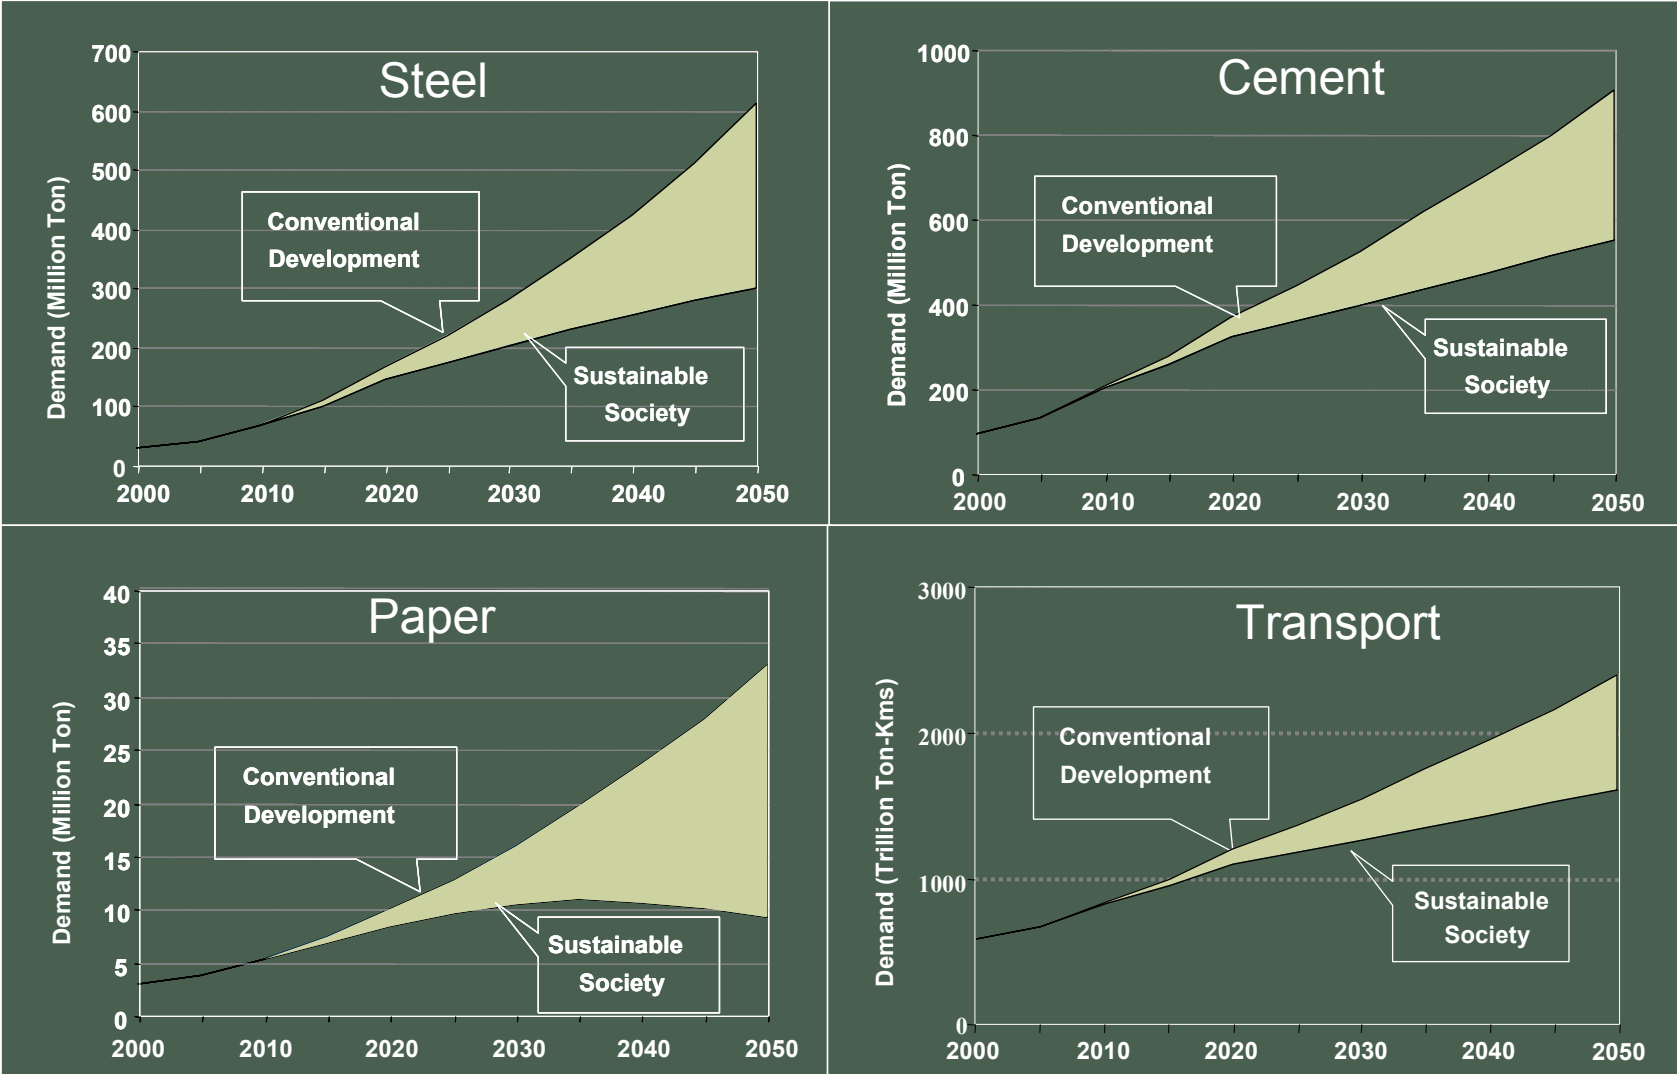 Steel
Demand (Million Ton)
700
600
500
400
300
200
100
0
Conventional
Development
Sustainable
Society
2000 2010 2020 2030 2040 2050
Cement
Demand (Million Ton)
1000
800
600
400
200
0
Conventional
Development
Sustainable
Society
2000 2010 2020 2030 2040 2050
Paper
Demand (Million Ton)
40
35
30
25
20
15
10
5
0
Conventional
Development
Sustainable
Society
2000 2010 2020 2030 2040 2050
Transport
Demand (Trillion Ton-Kms)
3000
2000
1000
0
Conventional
Development
Sustainable
Society
2000 2010 2020 2030 2040 2050